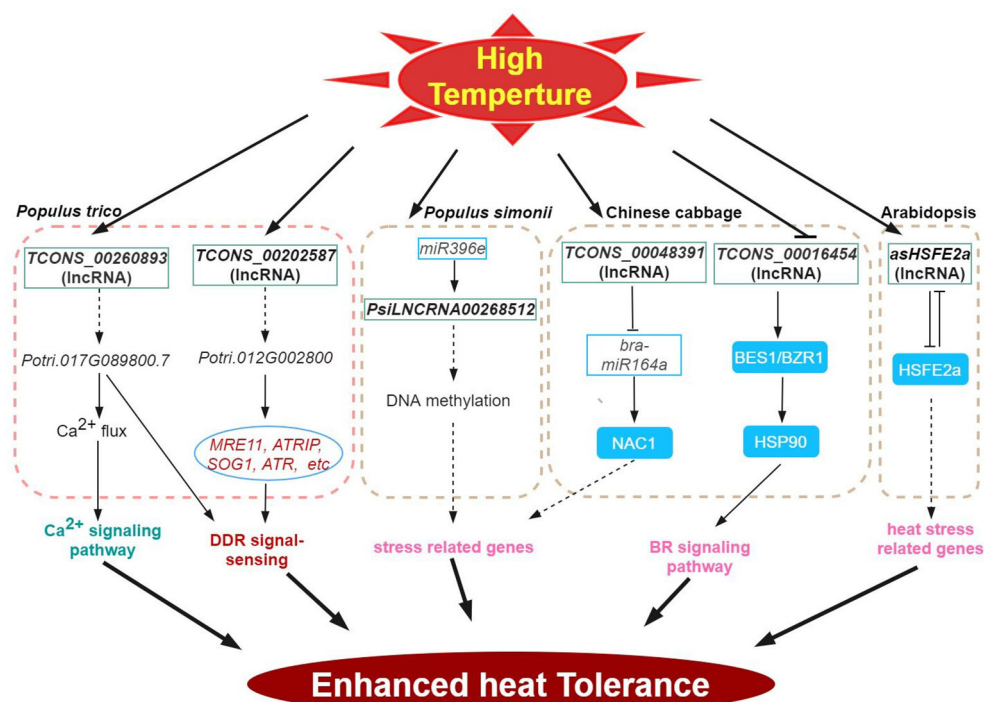 High
Temperture
Populus trico
Populus simonii
Chinese cabbage
Arabidopsis
TCONS_00260893
(lncRNA)
TCONS_00202587
(lncRNA)
miR396e
TCONS_00048391
(lncRNA)
TCONS_00016454
(lncRNA)
asHSFE2a
(lncRNA)
PsiLNCRNA00268512
Potri.017G089800.7
Potri.012G002800
bra-
miR164a
BES1/BZR1
HSFE2a
DNA methylation
Ca2+ flux
MRE11, ATRIP,
SOG1, ATR, etc
NAC1
HSP90
Ca2+ signaling
pathway
DDR signal-
sensing
stress related genes
BR signaling
pathway
heat stress
related genes
Enhanced heat Tolerance